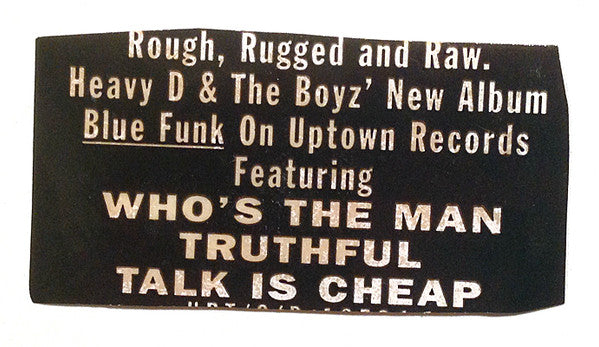 Rough, Rugged and Raw.
Heavy D & The Boyz' New Album
Blue Funk On Uptown Records
Featuring
WHO'S THE MAN
TRUTHFUL
TALK IS CHEAP